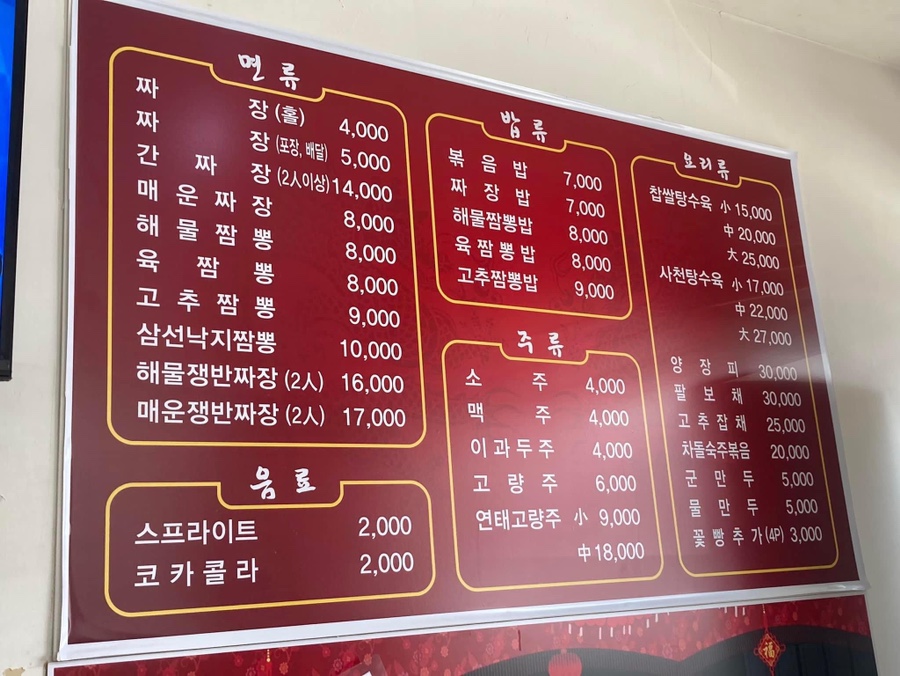 면류
짜장 (홀) 4,000
짜장 (포장, 배달) 5,000
간짜장 (2人이상) 14,000
매운짜장 8,000
해물짬뽕 8,000
육짬뽕 8,000
고추짬뽕 9,000
삼선낙지짬뽕 10,000
해물쟁반짜장 (2人) 16,000
매운쟁반짜장 (2人) 17,000
음료
스프라이트 2,000
코카콜라 2,000
밥류
볶음밥 7,000
짜장밥 7,000
해물짬뽕밥 8,000
육짬뽕밥 8,000
고추짬뽕밥 9,000
주류
소주 4,000
맥주 4,000
이과두주 4,000
고량주 6,000
연태고량주 小 9,000
中 18,000
요리류
찹쌀탕수육 小 15,000
中 20,000
大 25,000
사천탕수육 小 17,000
中 22,000
大 27,000
양장피 30,000
팔보채 30,000
고추잡채 25,000
차돌숙주볶음 20,000
군만두 5,000
물만두 5,000
꽃빵추가(4P) 3,000
福